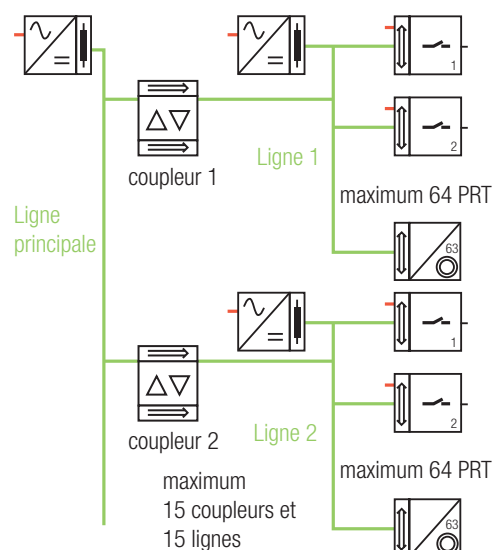 1
2
coupleur 1
Ligne 1
maximum 64 PRT
Ligne
principale
63
1
2
coupleur 2
Ligne 2
maximum 64 PRT
maximum
15 coupleurs et
15 lignes
63